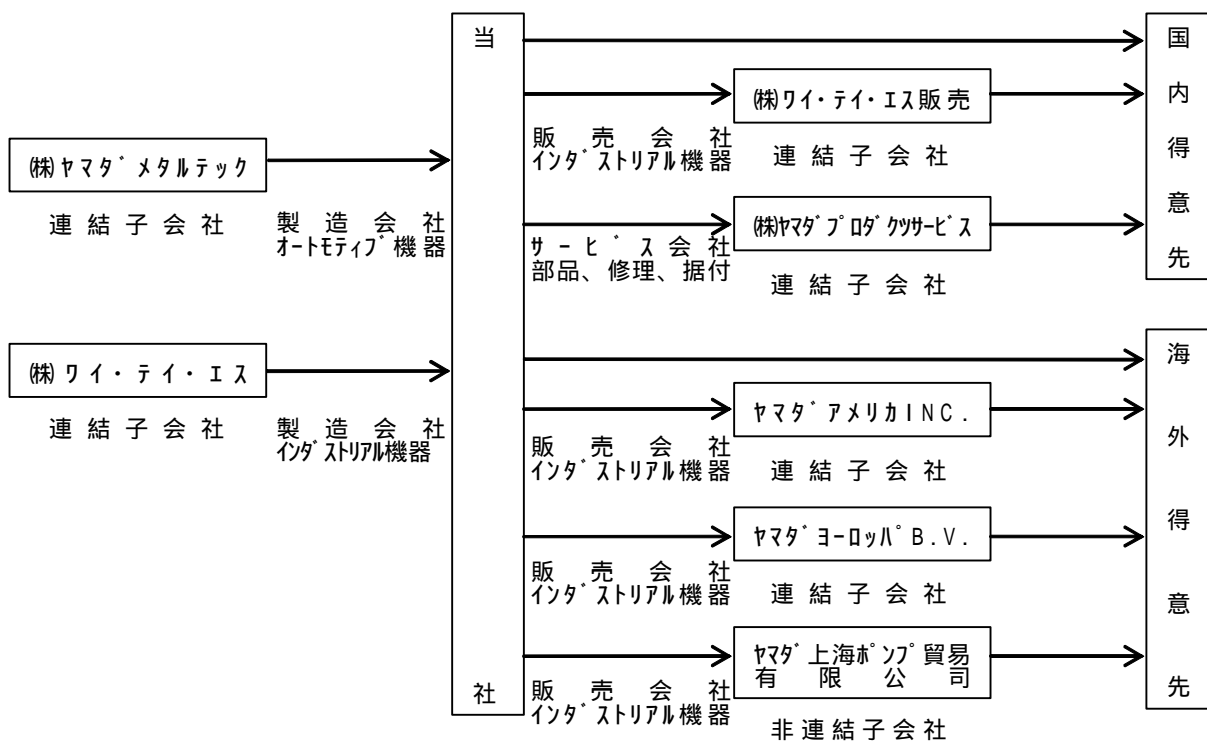 ㈱ヤマダメタルテック
連結子会社
製造会社
オートモティブ機器
㈱ワイ・テイ・エス
連結子会社
製造会社
インダストリアル機器
当社
販売会社
インダストリアル機器
㈱ワイ・テイ・エス販売
連結子会社
サービス会社
部品、修理、据付
㈱ヤマダプロダクツサービス
連結子会社
国内得意先
販売会社
インダストリアル機器
ヤマダアメリカINC.
連結子会社
販売会社
インダストリアル機器
ヤマダヨーロッパB.V.
連結子会社
販売会社
インダストリアル機器
ヤマダ上海ポンプ貿易
有限公司
非連結子会社
海外得意先